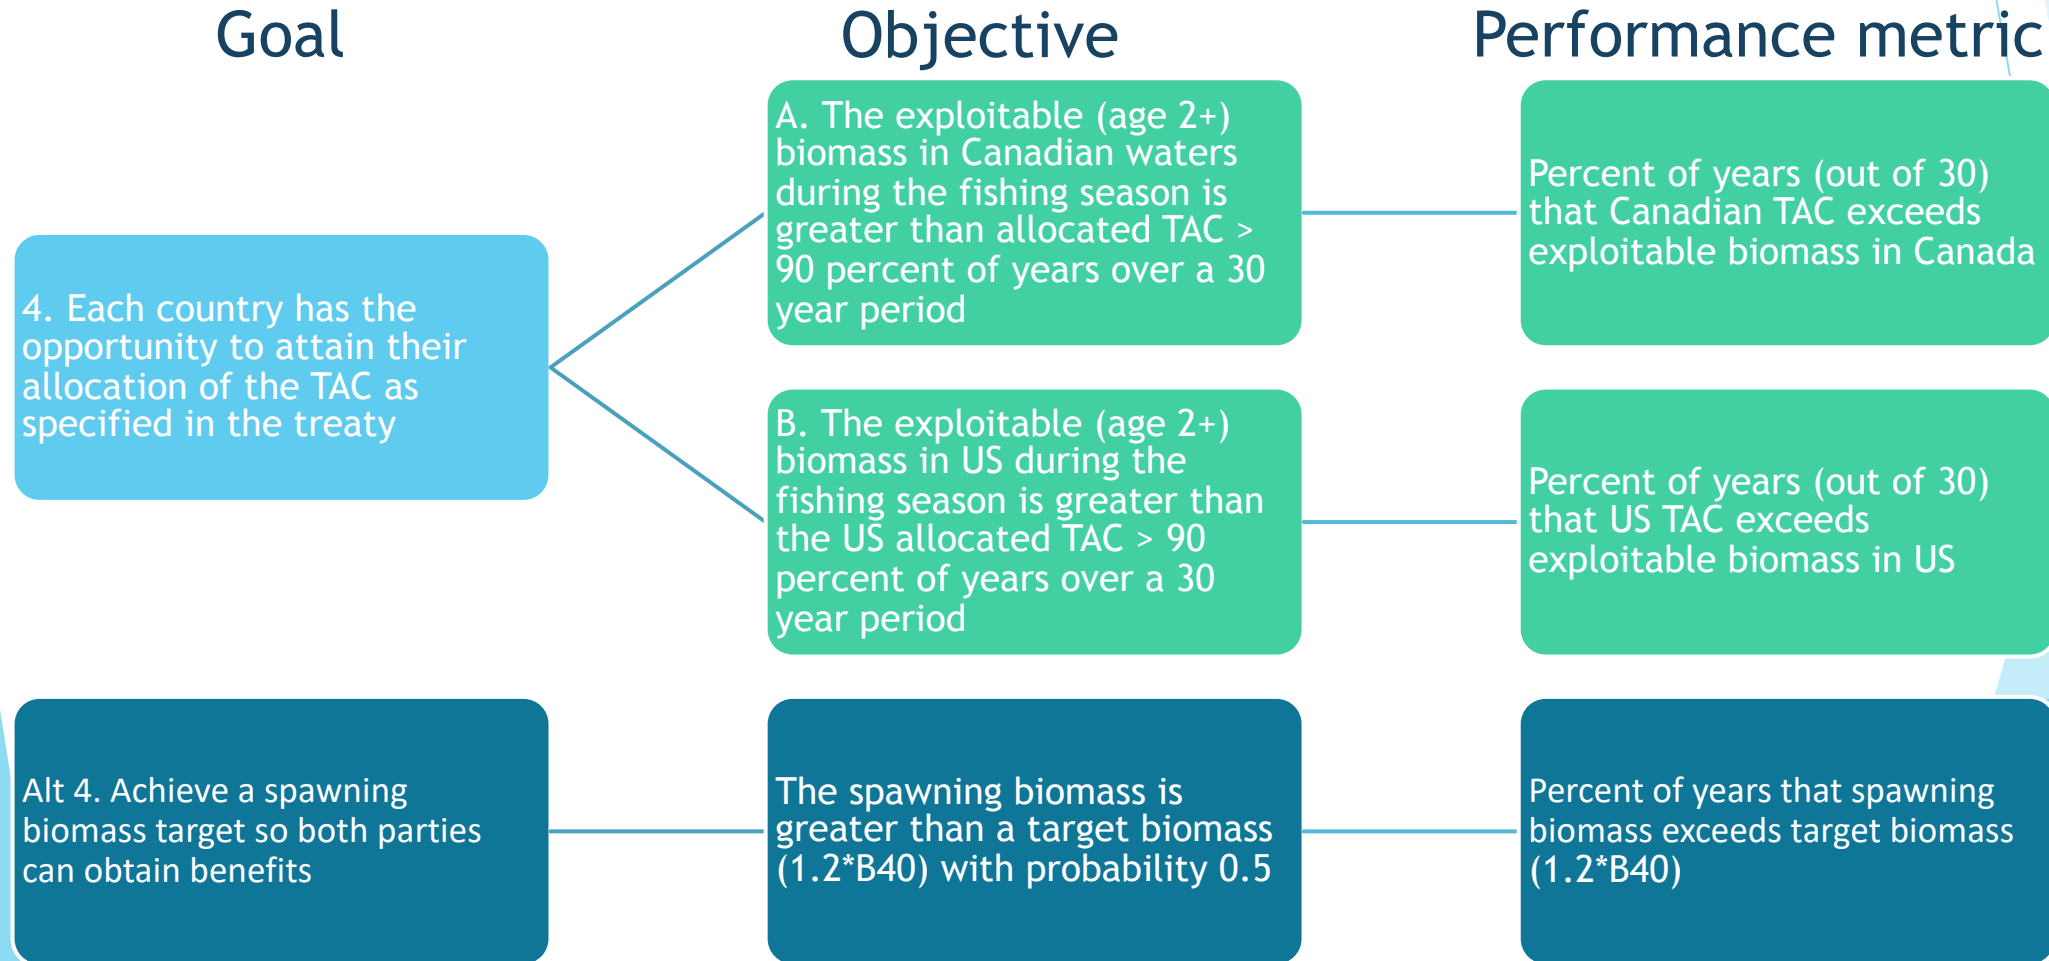 Goal
Objective
Performance metric
4. Each country has the
opportunity to attain their
allocation of the TAC as
specified in the treaty
A. The exploitable (age 2+)
biomass in Canadian waters
during the fishing season is
greater than allocated TAC >
90 percent of years over a 30
year period
Percent of years (out of 30)
that Canadian TAC exceeds
exploitable biomass in Canada
B. The exploitable (age 2+)
biomass in US during the
fishing season is greater than
the US allocated TAC > 90
percent of years over a 30
year period
Percent of years (out of 30)
that US TAC exceeds
exploitable biomass in US
Alt 4. Achieve a spawning
biomass target so both parties
can obtain benefits
The spawning biomass is
greater than a target biomass
(1.2*B40) with probability 0.5
Percent of years that spawning
biomass exceeds target biomass
(1.2*B40)